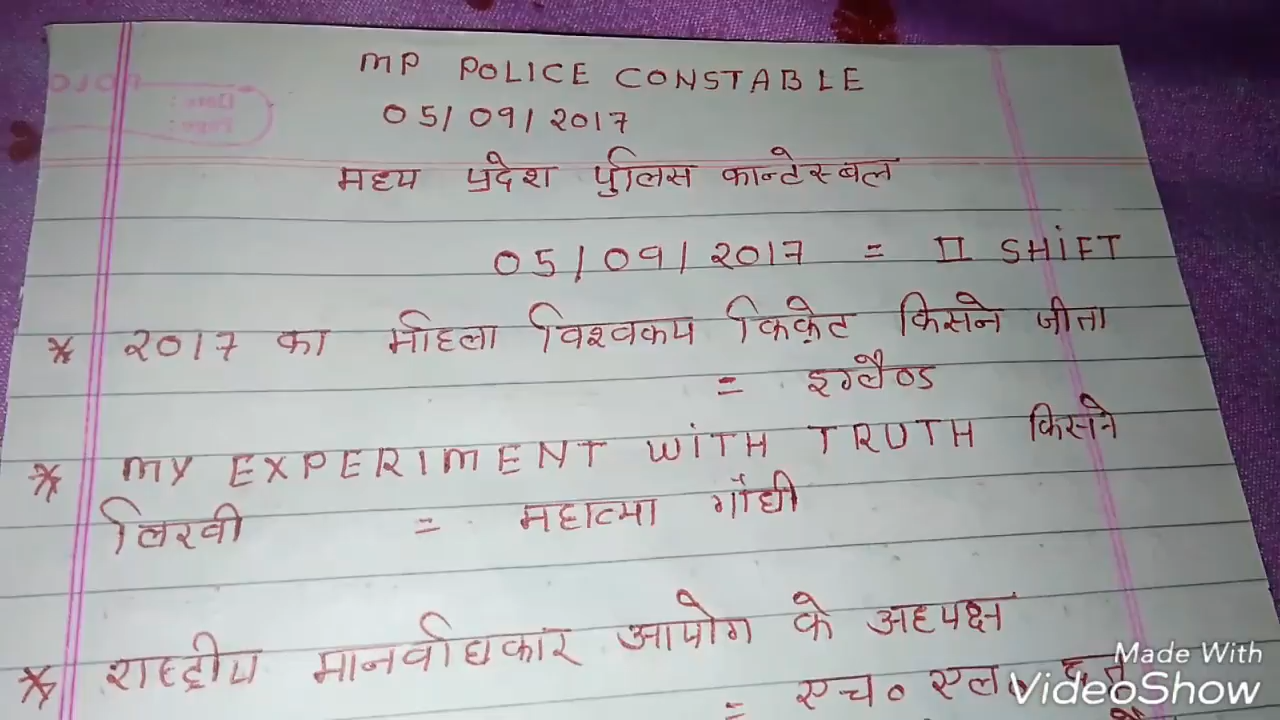 MP POLICE CONSTABLE
05/09/2017
मध्य प्रदेश पुलिस कान्टेस्बल
05/09/2017 = II SHIFT
* 2017 का महिला विश्वकप क्रिकेट किसने जीता
= इग्लैण्ड
* MY EXPERIMENT WITH TRUTH किसने
लिखी = महात्मा गाँधी
* राष्ट्रीय मानवधिकार आयोग के अध्यक्ष
= एच० एल०
Made With
VideoShow